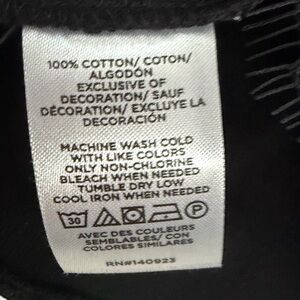 100% COTTON/ COTON/
ALGODÓN
EXCLUSIVE OF
DECORATION/ SAUF
DÉCORATION/ EXCLUYE LA
DECORACIÓN
MACHINE WASH COLD
WITH LIKE COLORS
ONLY NON-CHLORINE
BLEACH WHEN NEEDED
TUMBLE DRY LOW
COOL IRON WHEN NEEDED
30 P
AVEC DES COULEURS
SEMBLABLES/ CON
COLORES SIMILARES
RN#140923